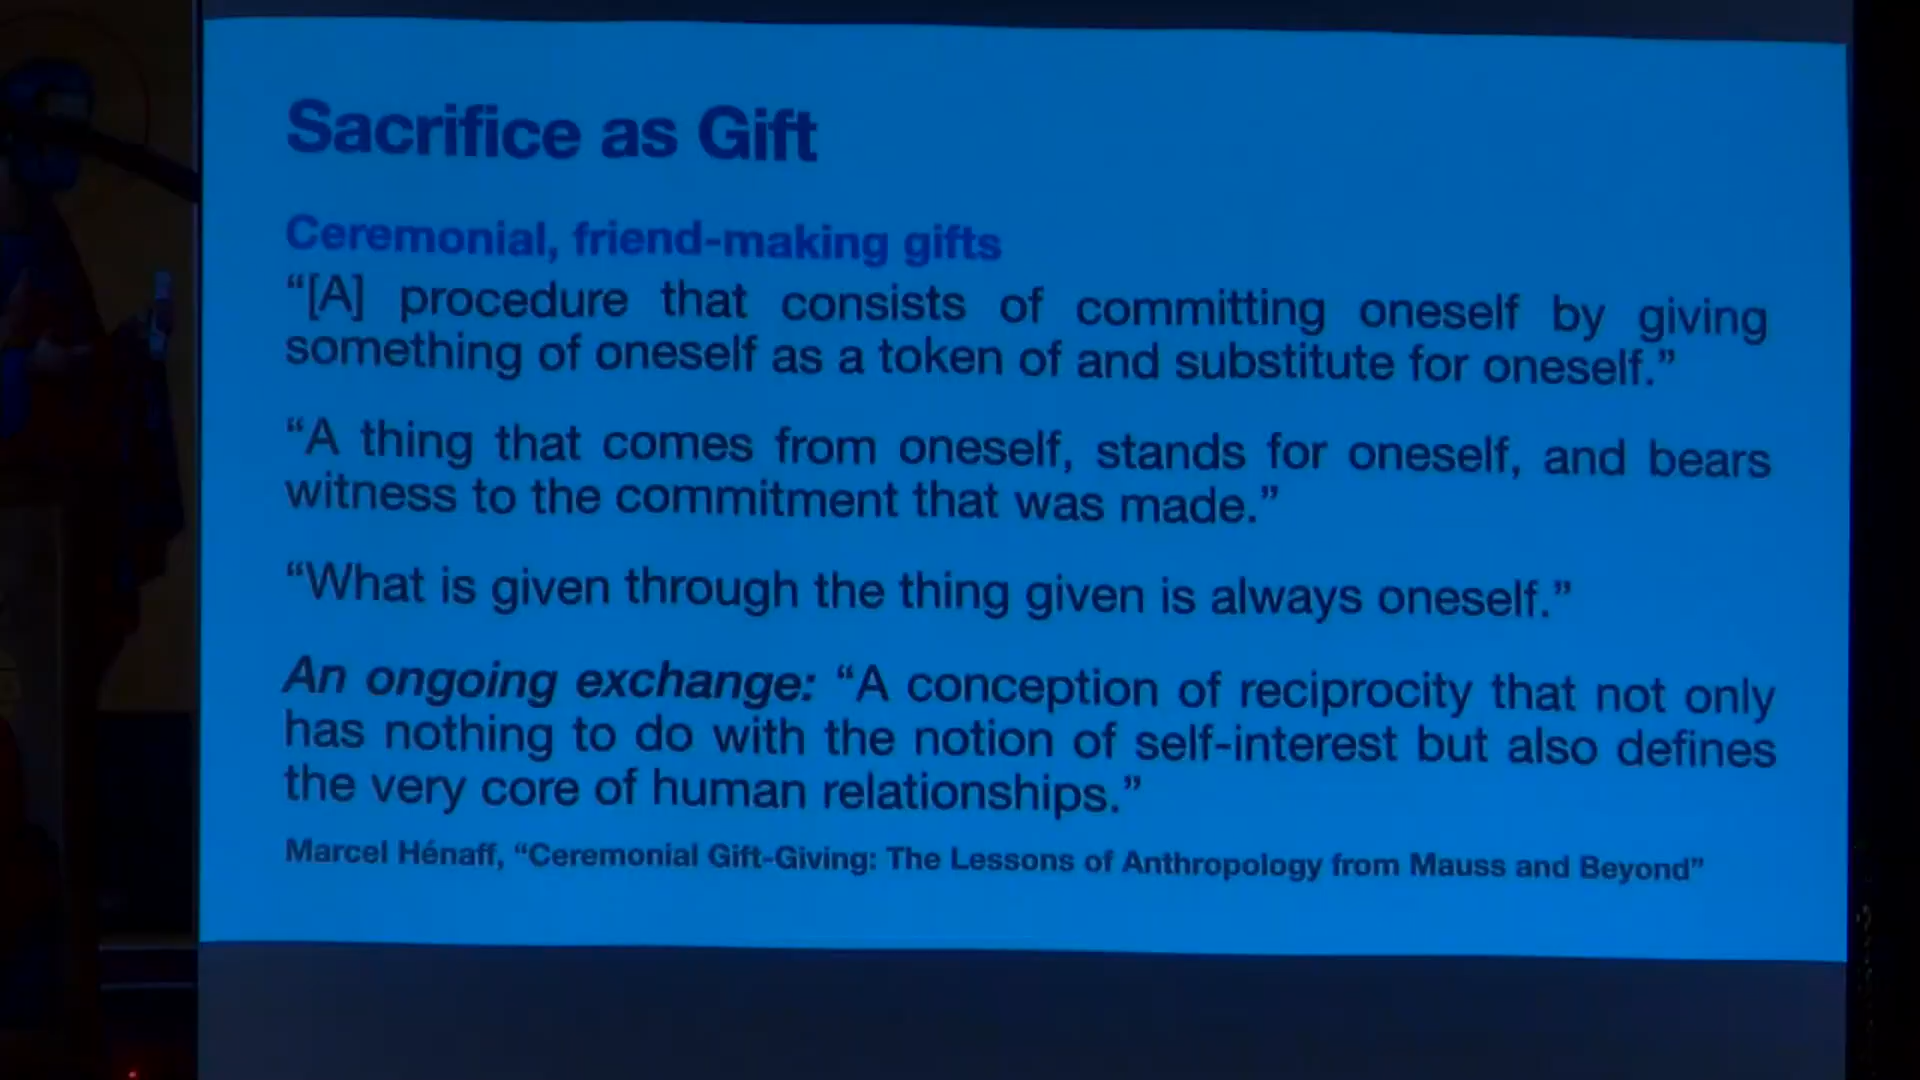 Sacrifice as Gift
Ceremonial, friend-making gifts
“[A] procedure that consists of committing oneself by giving
something of oneself as a token of and substitute for oneself.”
“A thing that comes from oneself, stands for oneself, and bears
witness to the commitment that was made.”
“What is given through the thing given is always oneself.”
An ongoing exchange: “A conception of reciprocity that not only
has nothing to do with the notion of self-interest but also defines
the very core of human relationships.”
Marcel Hénaff, “Ceremonial Gift-Giving: The Lessons of Anthropology from Mauss and Beyond”